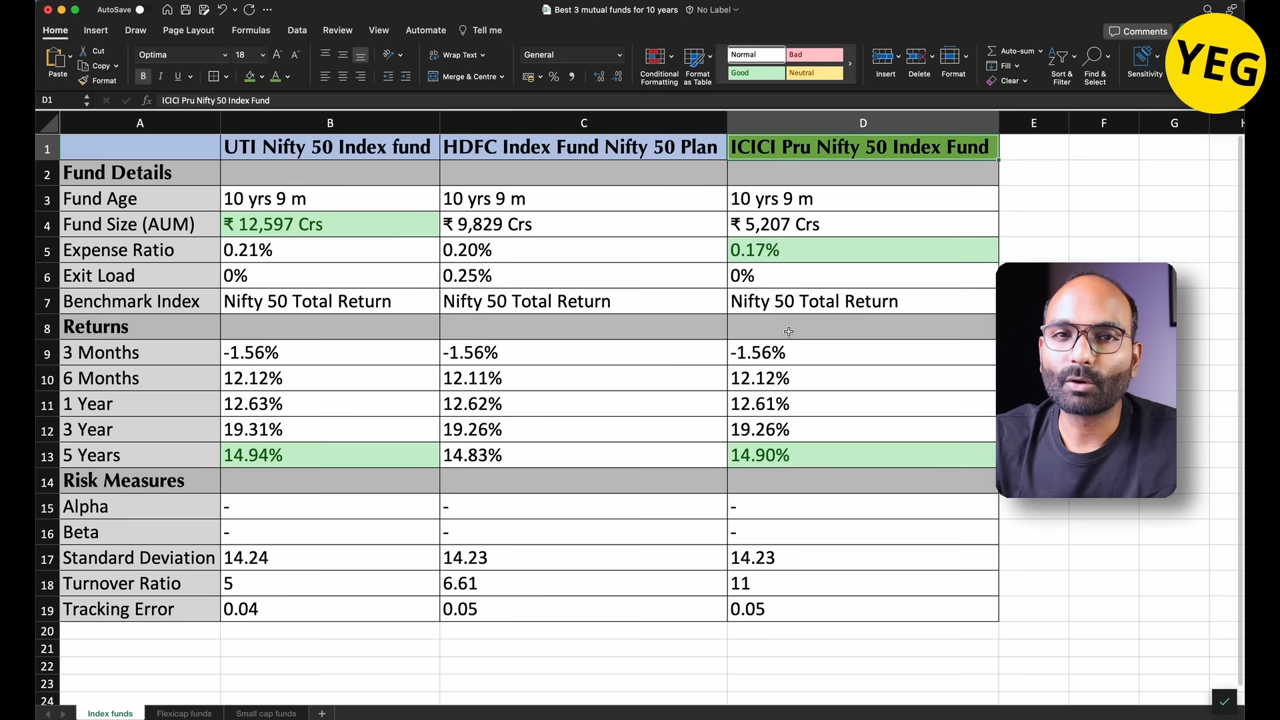 AutoSave
Best 3 mutual funds for 10 years
No Label
Home Insert Draw Page Layout Formulas Data Review View Automate Tell me
Comments
YEG
Paste
Cut
Copy
Format
Optima 18
B I U
Wrap Text
Merge & Centre
General
Conditional Formatting
Format as Table
Normal Bad
Good Neutral
Insert Delete Format
Auto-sum
Fill
Clear
Sort & Filter
Find & Select
Sensitivity
D1 fx ICICI Pru Nifty 50 Index Fund
A B C D E F G H
1 UTI Nifty 50 Index fund HDFC Index Fund Nifty 50 Plan ICICI Pru Nifty 50 Index Fund
2 Fund Details
3 Fund Age 10 yrs 9 m 10 yrs 9 m 10 yrs 9 m
4 Fund Size (AUM) ₹ 12,597 Crs ₹ 9,829 Crs ₹ 5,207 Crs
5 Expense Ratio 0.21% 0.20% 0.17%
6 Exit Load 0% 0.25% 0%
7 Benchmark Index Nifty 50 Total Return Nifty 50 Total Return Nifty 50 Total Return
8 Returns
9 3 Months -1.56% -1.56% -1.56%
10 6 Months 12.12% 12.11% 12.12%
11 1 Year 12.63% 12.62% 12.61%
12 3 Year 19.31% 19.26% 19.26%
13 5 Years 14.94% 14.83% 14.90%
14 Risk Measures
15 Alpha - - -
16 Beta - - -
17 Standard Deviation 14.24 14.23 14.23
18 Turnover Ratio 5 6.61 11
19 Tracking Error 0.04 0.05 0.05
20
21
22
23
24
Index funds Flexicap funds Small cap funds +